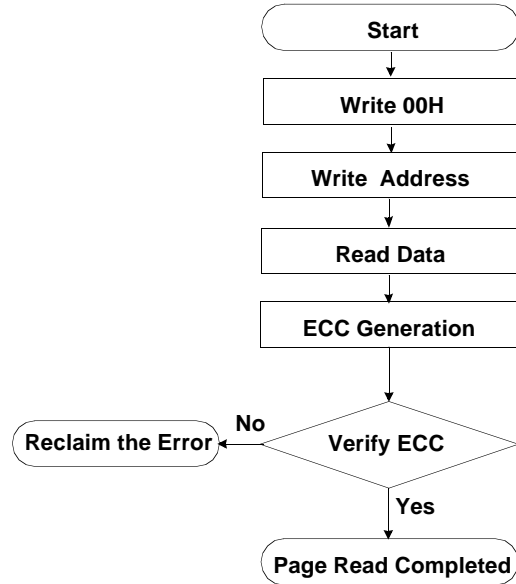 Start
Write 00H
Write Address
Read Data
ECC Generation
No
Reclaim the Error
Verify ECC
Yes
Page Read Completed